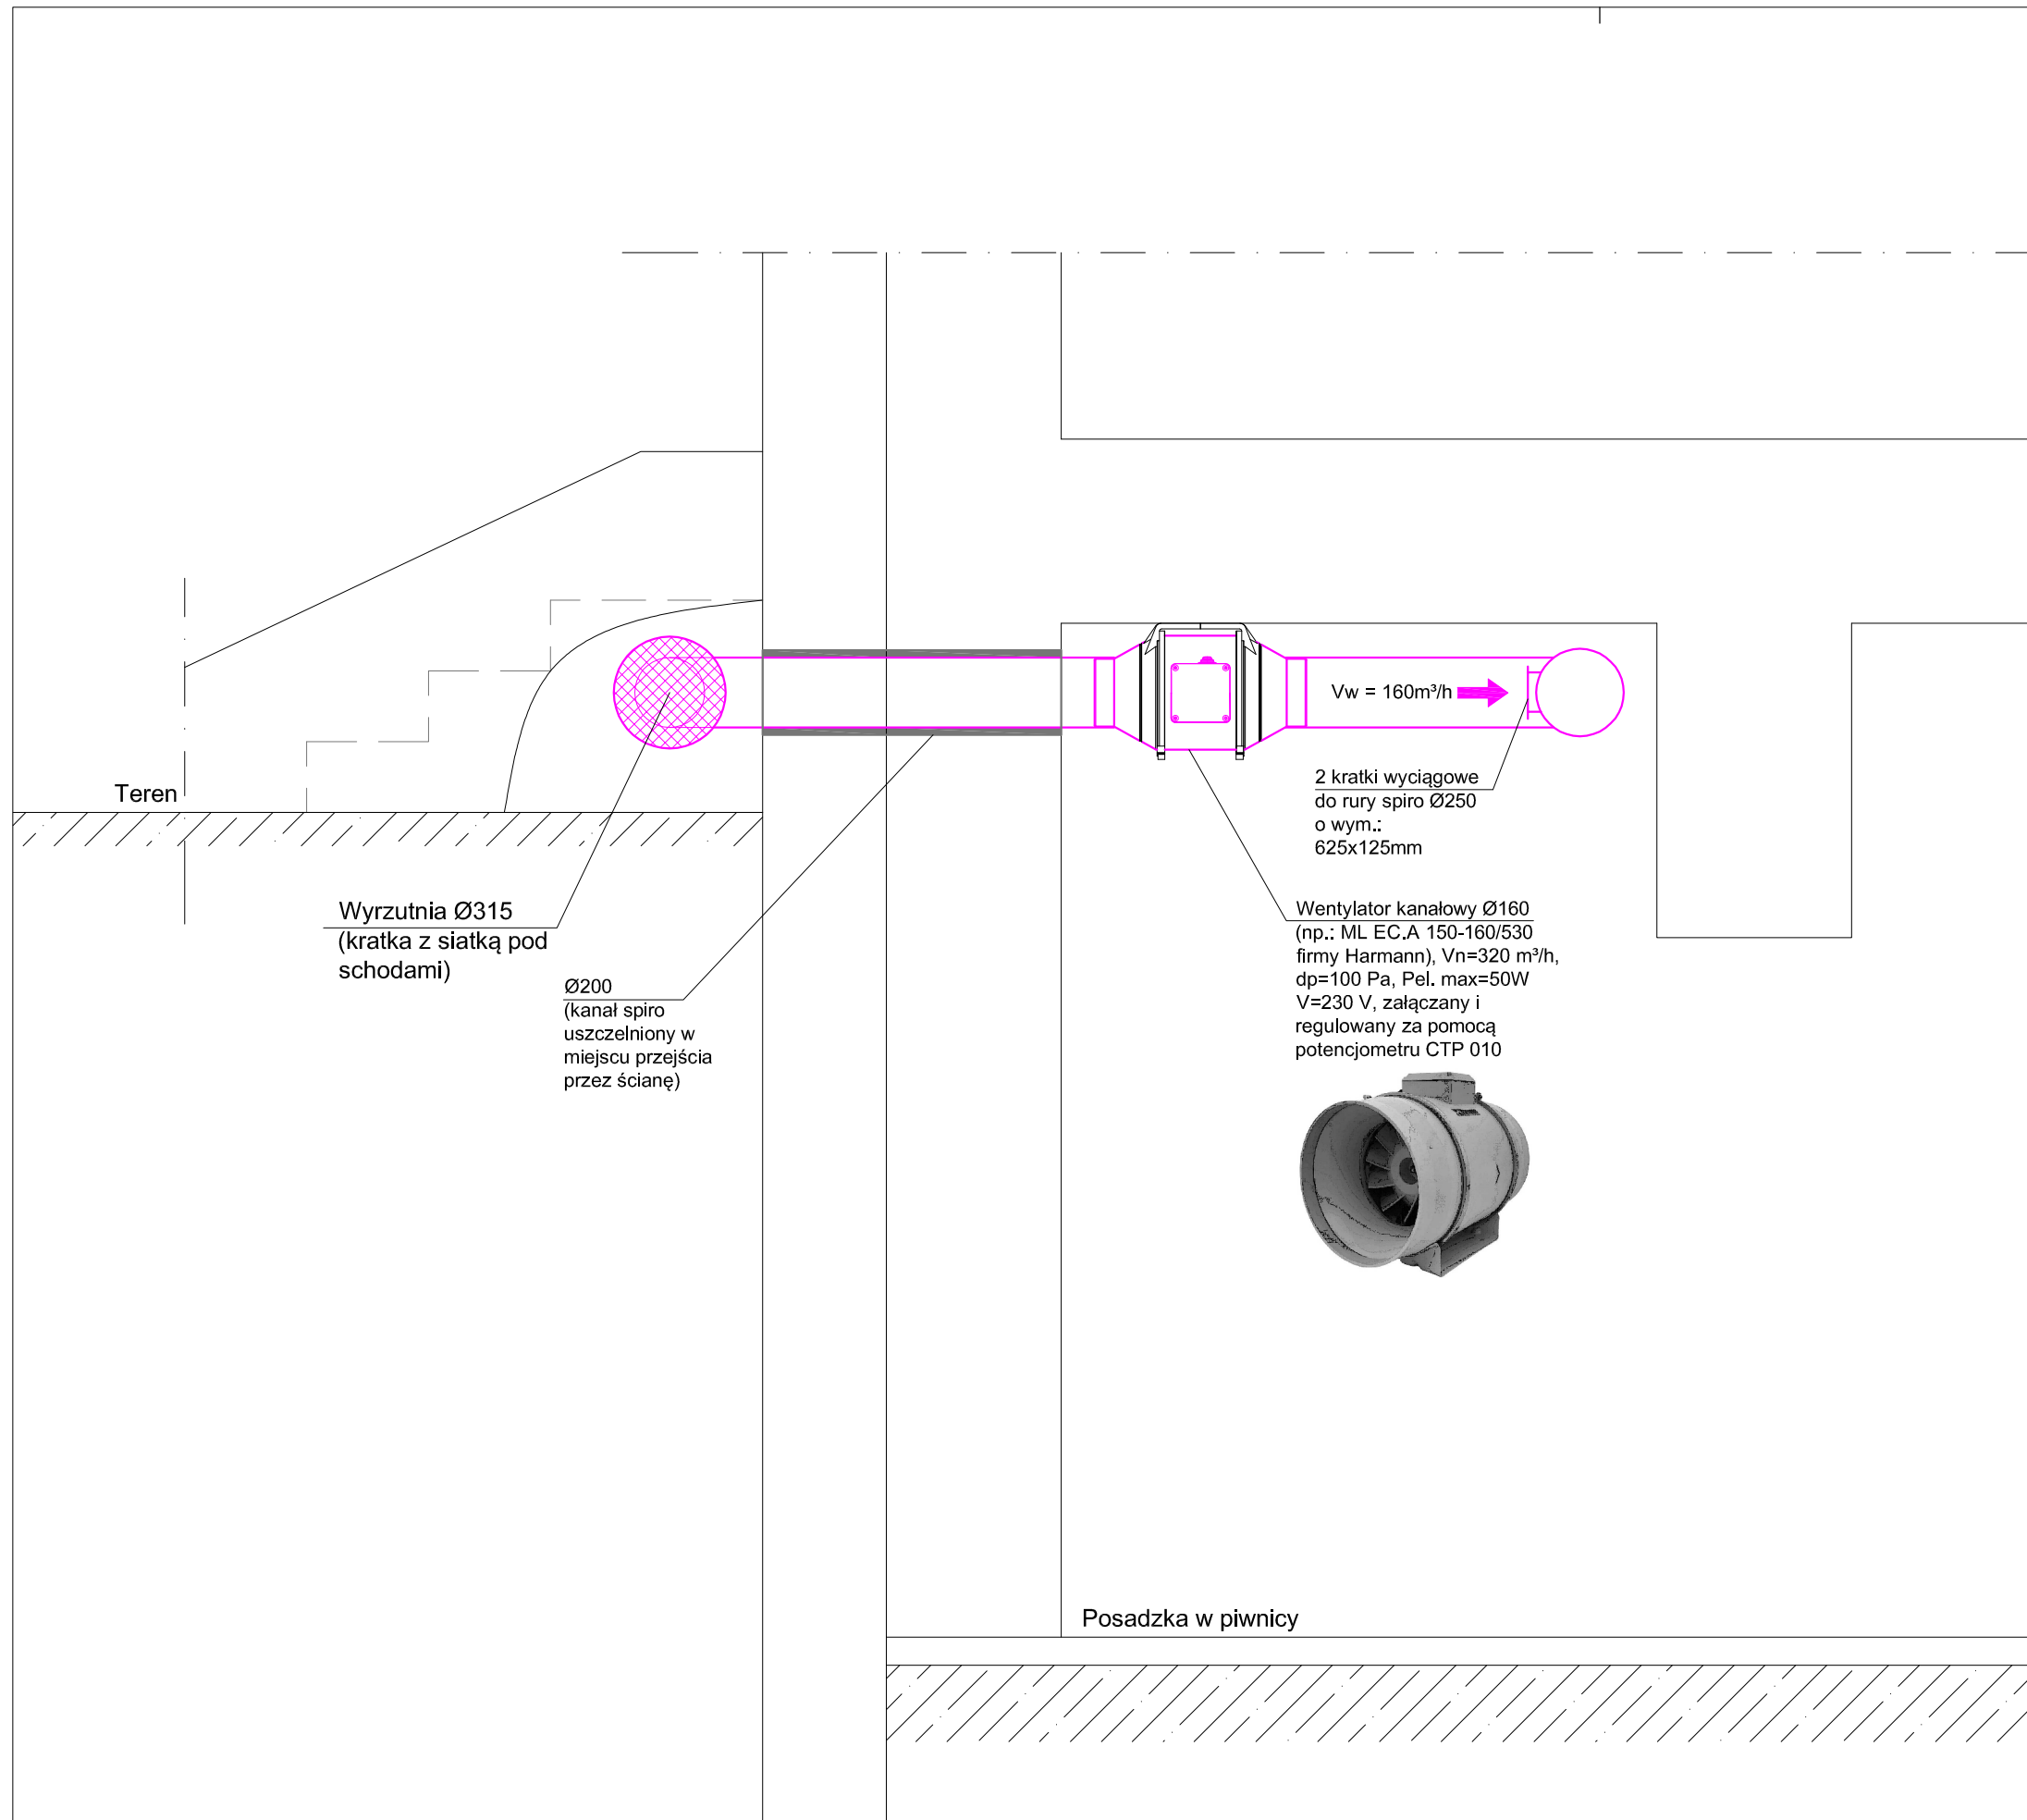 Vw = 160m³/h
2 kratki wyciągowe
do rury spiro Ø250
o wym.:
625x125mm
Teren
Wyrzutnia Ø315
(kratka z siatką pod
schodami)
Ø200
(kanał spiro
uszczelniony w
miejscu przejścia
przez ścianę)
Wentylator kanałowy Ø160
(np.: ML EC.A 150-160/530
firmy Harmann), Vn=320 m³/h,
dp=100 Pa, Pel. max=50W
V=230 V, załączany i
regulowany za pomocą
potencjometru CTP 010
Posadzka w piwnicy